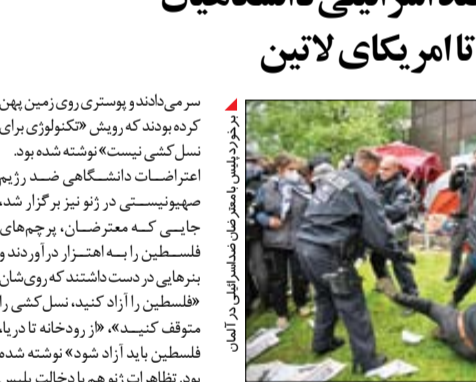 ضداسرائیلی دانشگاهیان
تا امریکای لاتین
برخورد پلیس با معترضان ضداسرائیلی در آلمان
سر می‌دادند و پوستری روی زمین پهن
کرده بودند که رویش «تکنولوژی برای
نسل‌کشی نیست» نوشته شده بود.
اعتراضات دانشگاهی ضد رژیم
صهیونیستی در ژنو نیز برگزار شد،
جایی که معترضان، پرچم‌های
فلسطین را به اهتزاز درآوردند و
بنرهایی در دست داشتند که روی‌شان
«فلسطین را آزاد کنید، نسل‌کشی را
متوقف کنید»، «از رودخانه تا دریا،
فلسطین باید آزاد شود» نوشته شده
بود. تظاهرات ژنو هم با دخالت پلیس